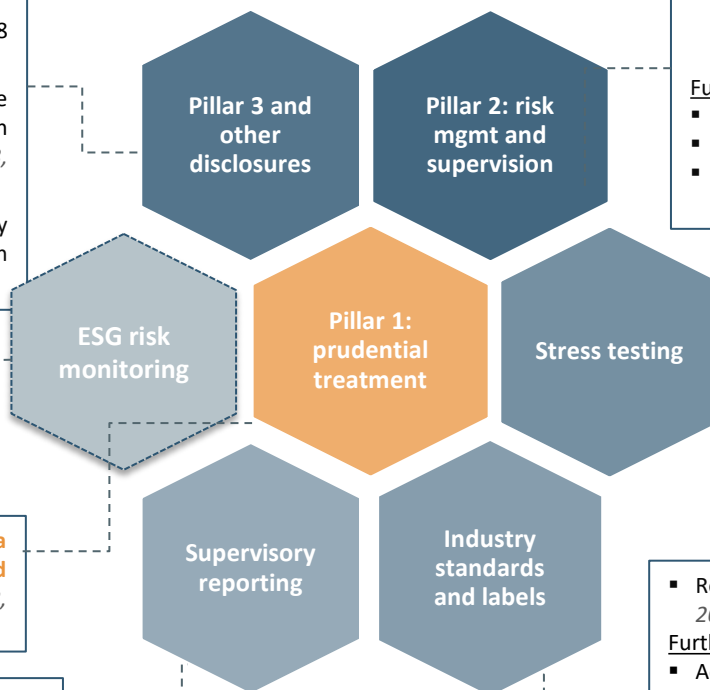 8
Pillar 3 and
other
disclosures
Pillar 2: risk
mgmt and
supervision
ESG risk
monitoring
Pillar 1:
prudential
treatment
Stress testing
Supervisory
reporting
Industry
standards
and labels